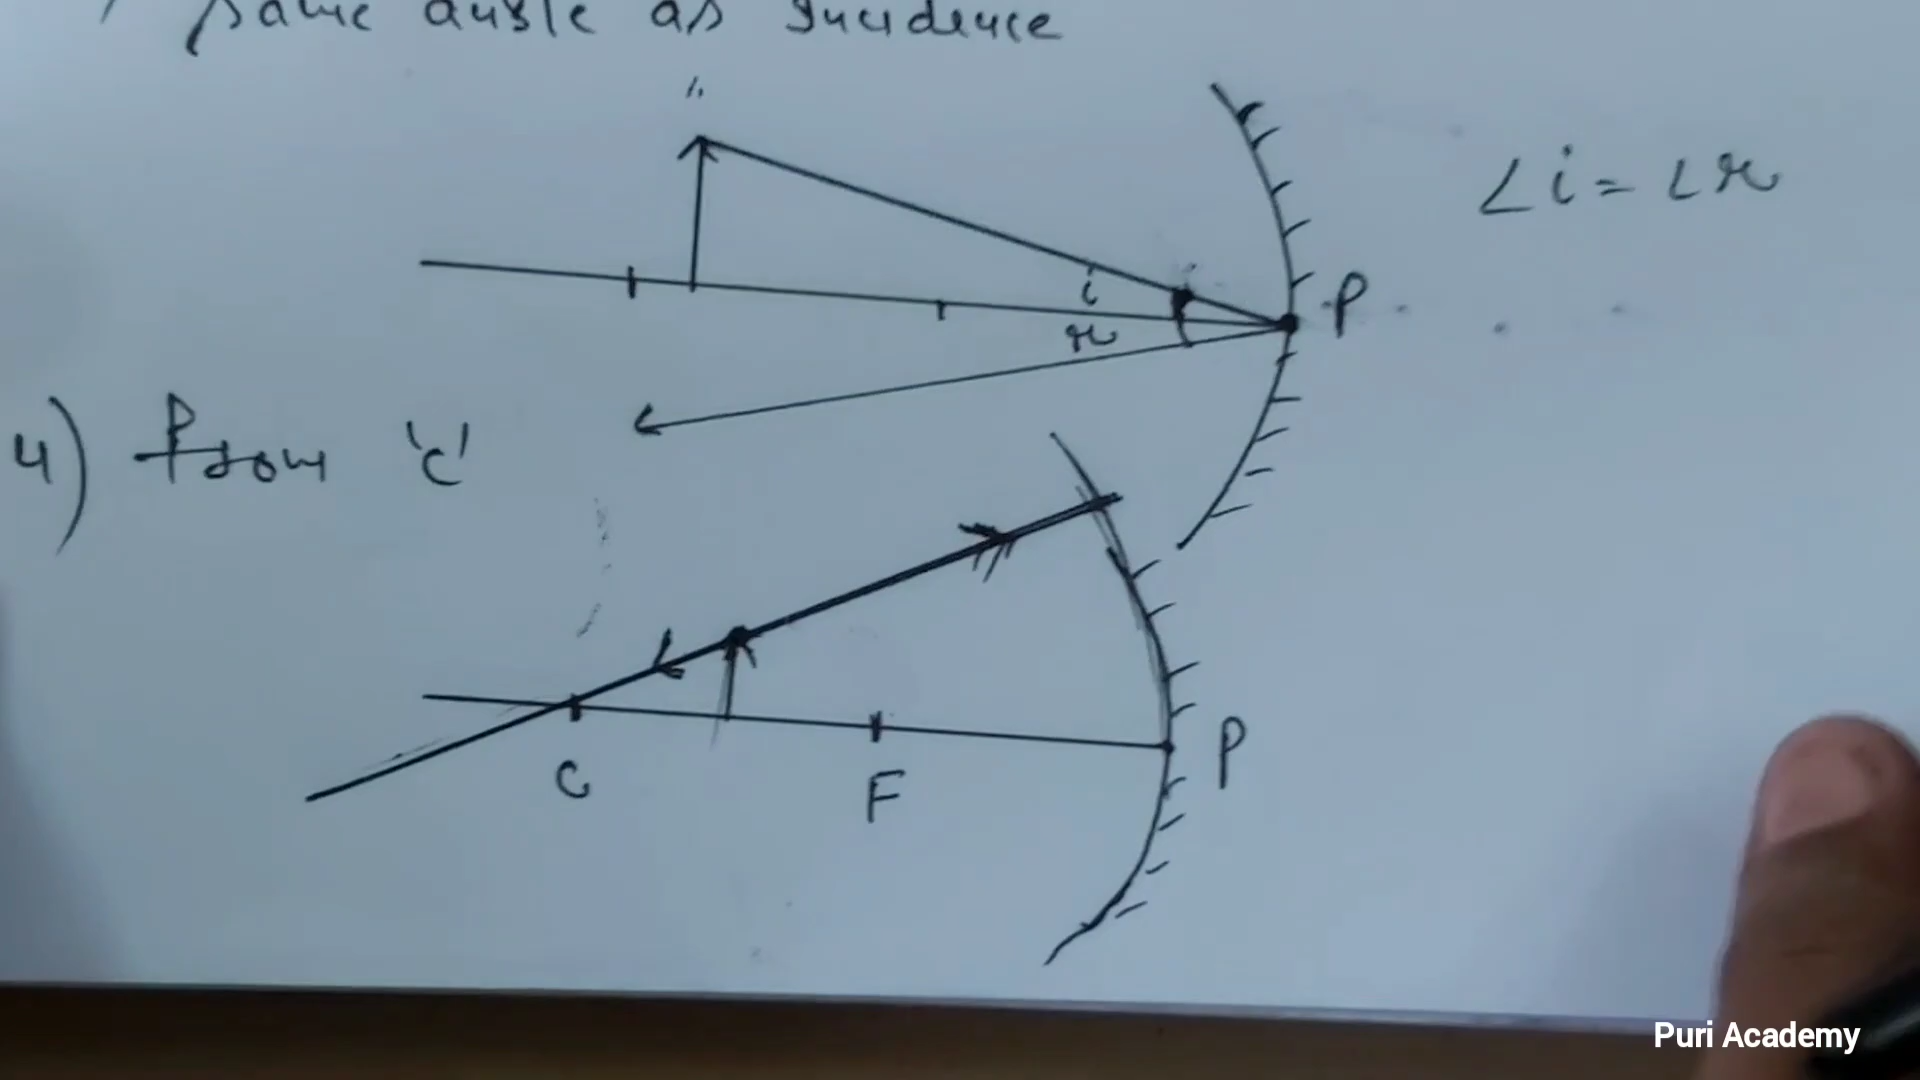 same angle as incidence
i
r
P
∠i = ∠r
4) From 'C'
C
F
P
Puri Academy